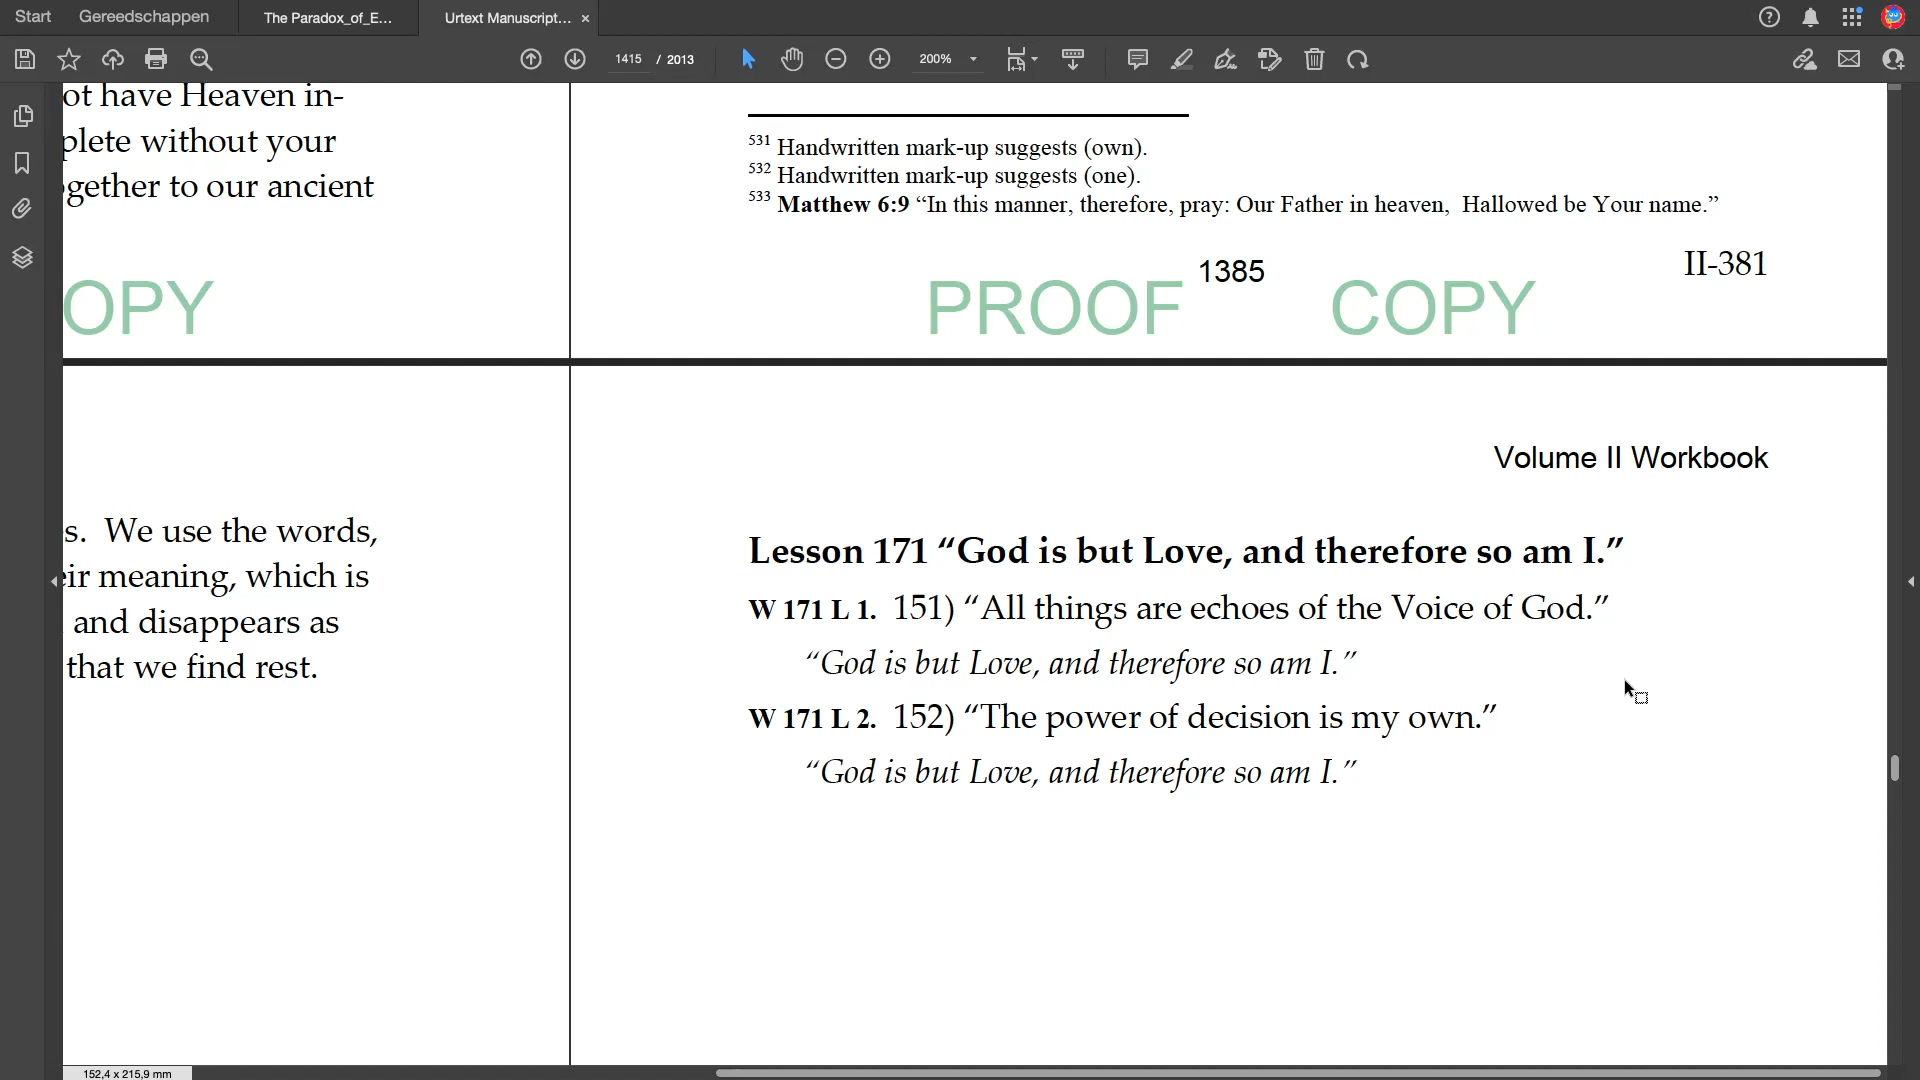 Start Gereedschappen The Paradox_of_E... Urtext Manuscript...
1415 / 2013 200%
ot have Heaven in-
plete without your
gether to our ancient
OPY
531 Handwritten mark-up suggests (own).
532 Handwritten mark-up suggests (one).
533 Matthew 6:9 “In this manner, therefore, pray: Our Father in heaven, Hallowed be Your name.”
1385 II-381
PROOF COPY
s. We use the words,
eir meaning, which is
and disappears as
that we find rest.
Volume II Workbook
Lesson 171 “God is but Love, and therefore so am I.”
W 171 L 1. 151) “All things are echoes of the Voice of God.”
“God is but Love, and therefore so am I.”
W 171 L 2. 152) “The power of decision is my own.”
“God is but Love, and therefore so am I.”
152,4 x 215,9 mm